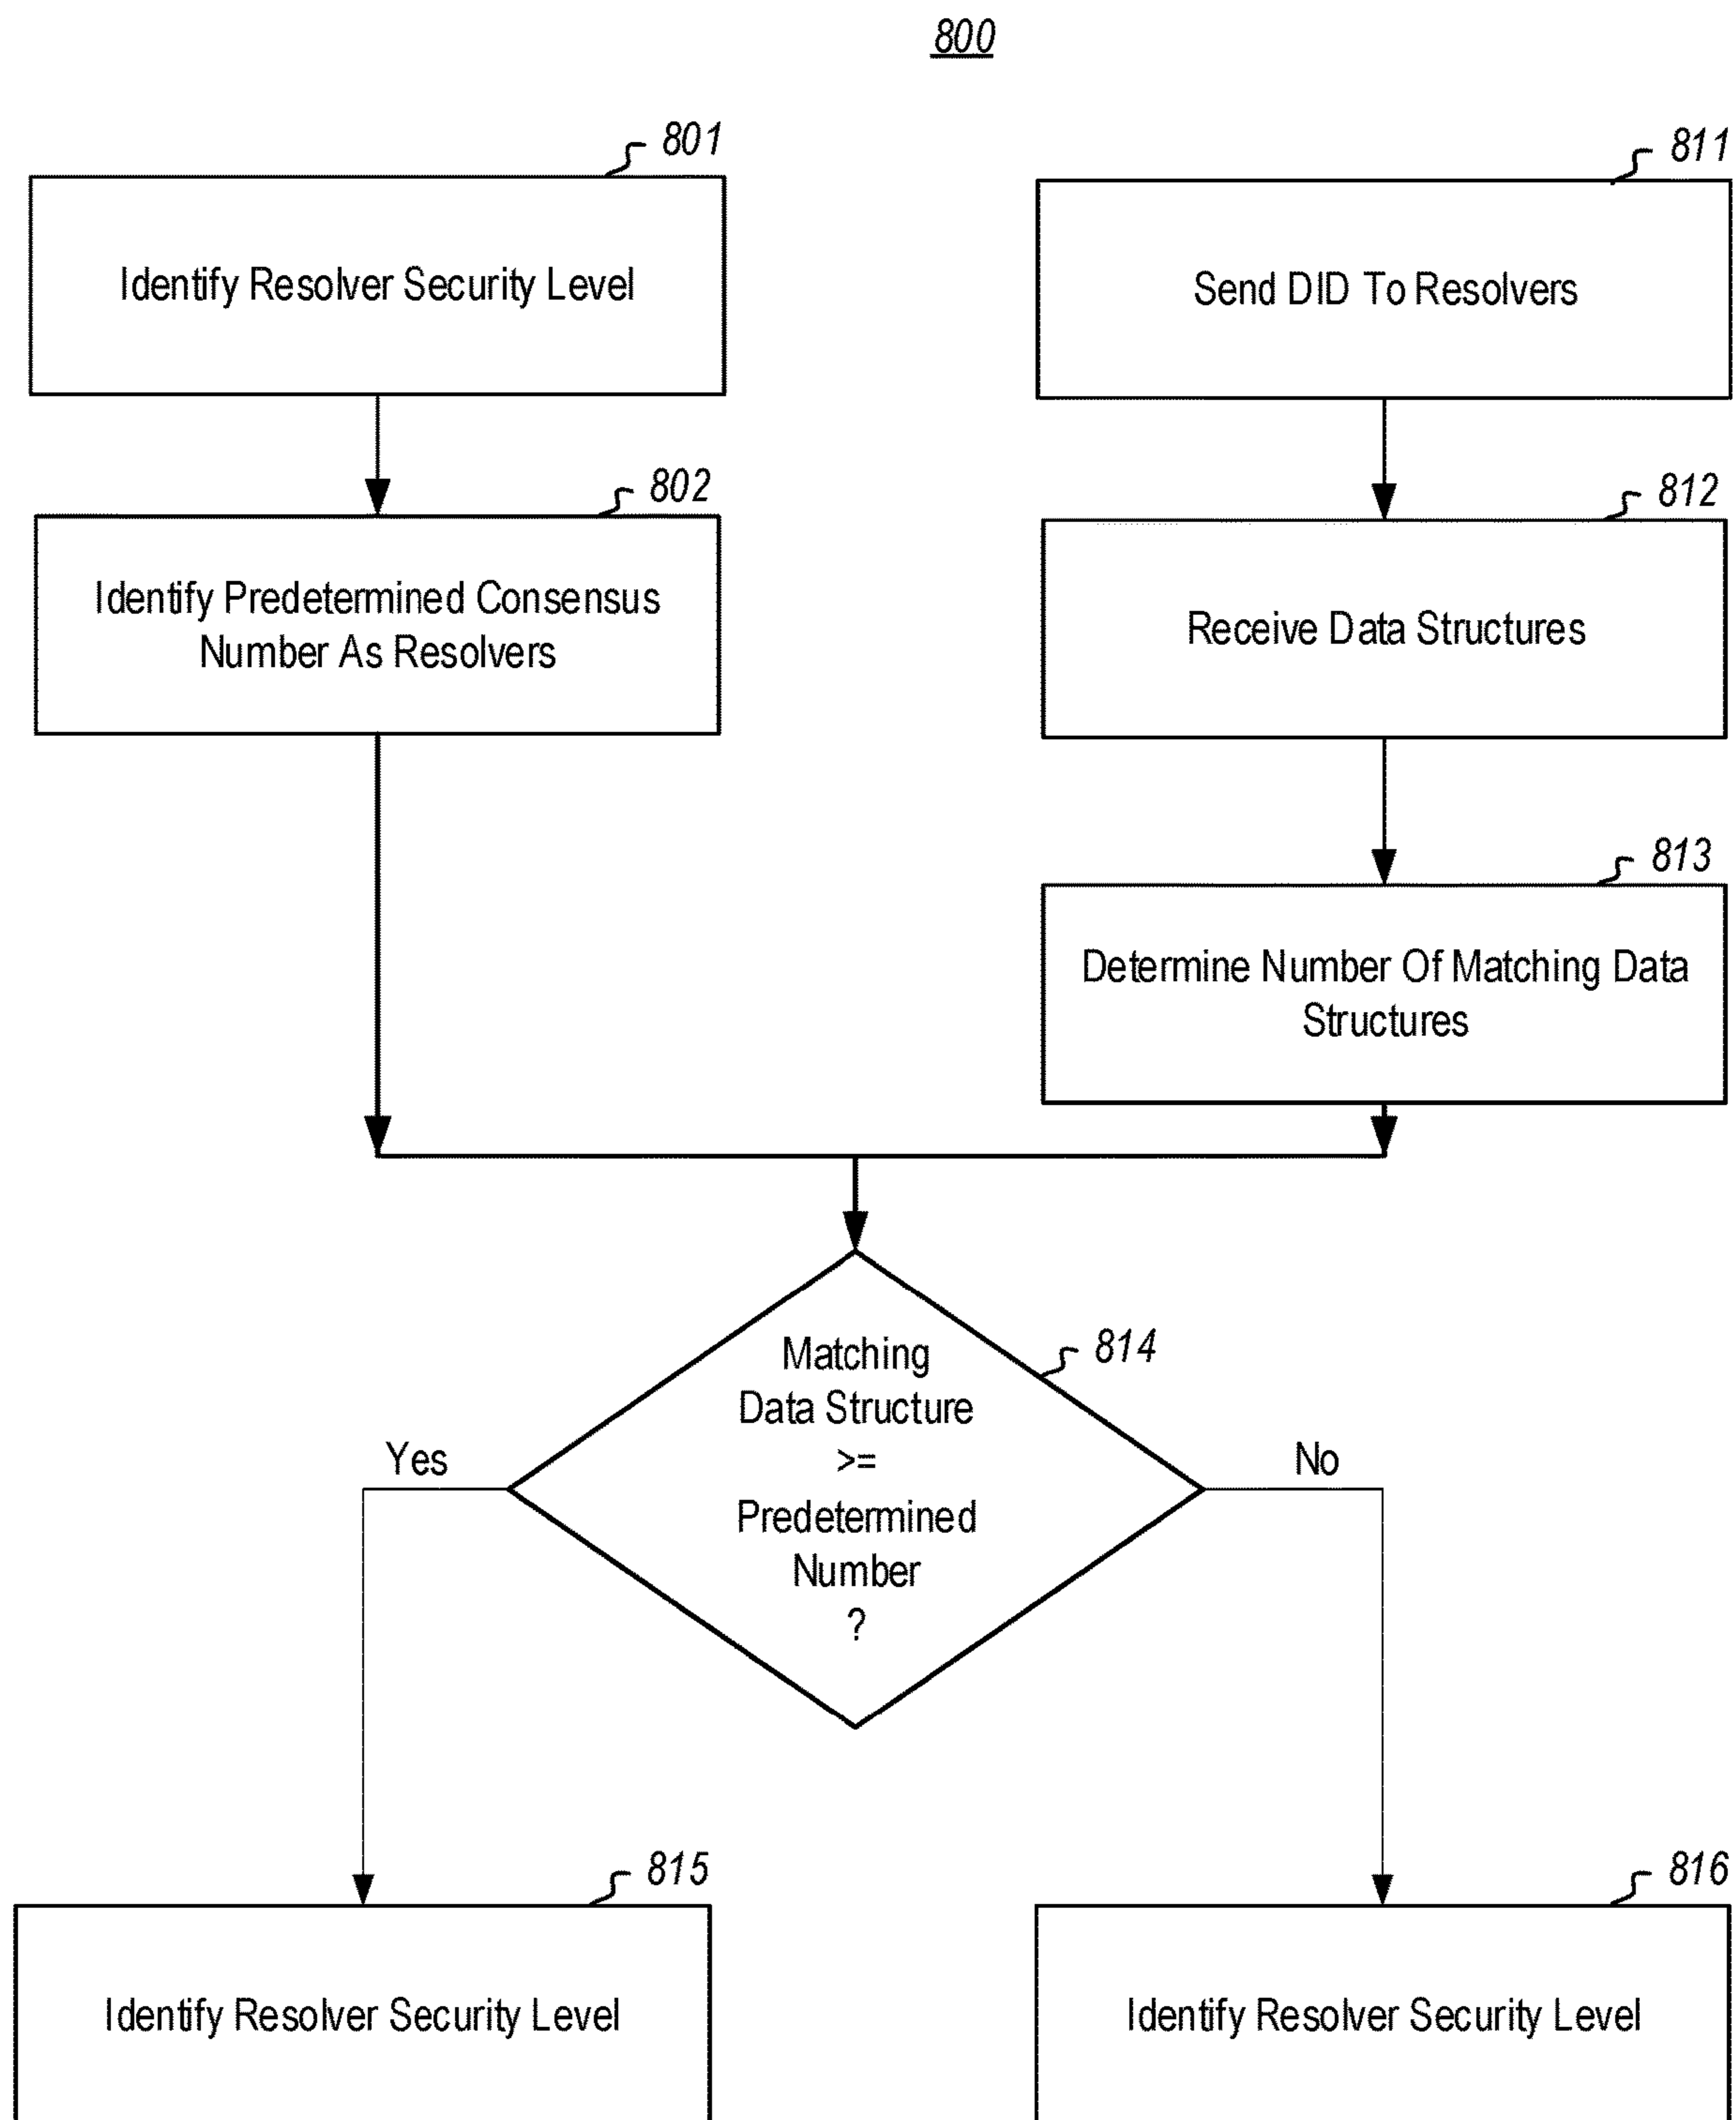 800
801
Identify Resolver Security Level
802
Identify Predetermined Consensus
Number As Resolvers
811
Send DID To Resolvers
812
Receive Data Structures
813
Determine Number Of Matching Data
Structures
814
Matching
Data Structure
>=
Predetermined
Number
?
Yes
No
815
Identify Resolver Security Level
816
Identify Resolver Security Level